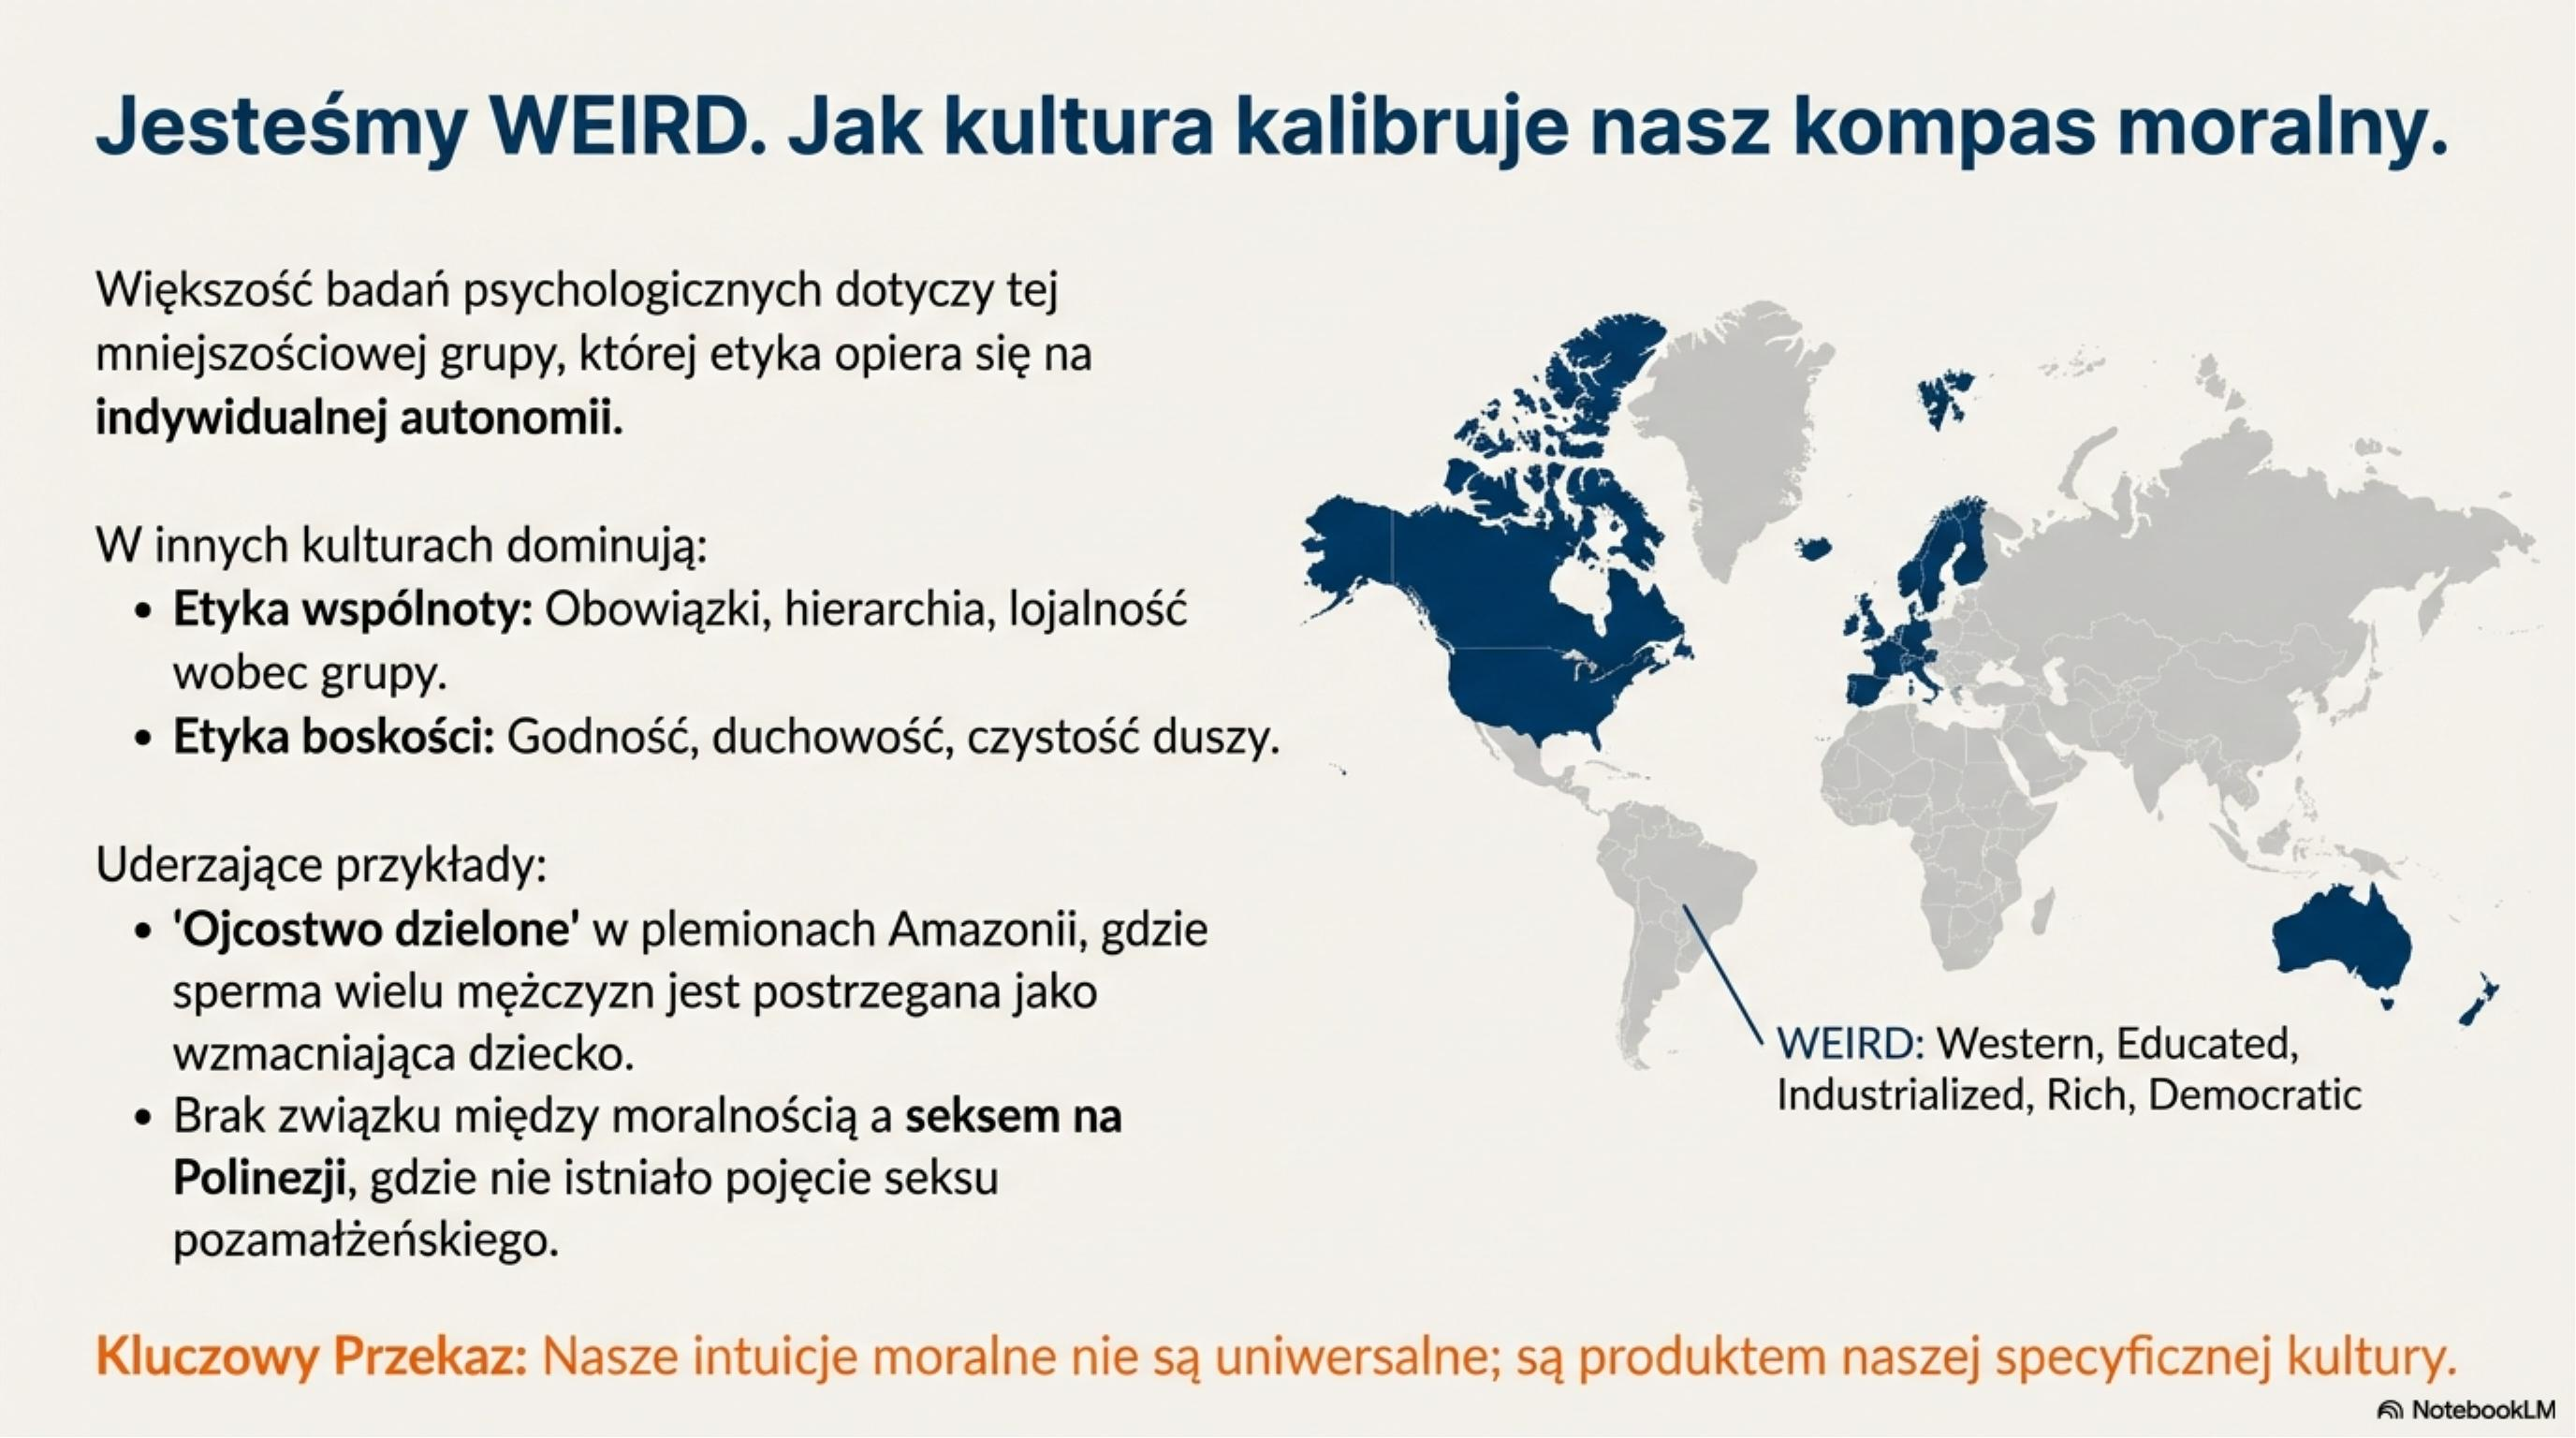 Jesteśmy WEIRD. Jak kultura kalibruje nasz kompas moralny.
Większość badań psychologicznych dotyczy tej
mniejszościowej grupy, której etyka opiera się na
indywidualnej autonomii.
W innych kulturach dominują:
• Etyka wspólnoty: Obowiązki, hierarchia, lojalność
wobec grupy.
• Etyka boskości: Godność, duchowość, czystość duszy.
Uderzające przykłady:
• 'Ojcostwo dzielone' w plemionach Amazonii, gdzie
sperma wielu mężczyzn jest postrzegana jako
wzmacniająca dziecko.
• Brak związku między moralnością a seksem na
Polinezji, gdzie nie istniało pojęcie seksu
pozamałżeńskiego.
WEIRD: Western, Educated,
Industrialized, Rich, Democratic
Kluczowy Przekaz: Nasze intuicje moralne nie są uniwersalne; są produktem naszej specyficznej kultury.
NotebookLM